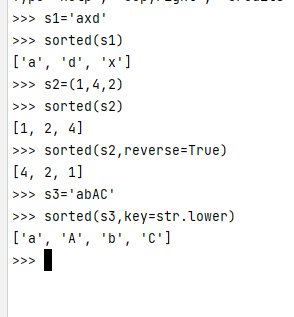 >>> s1='axd'
>>> sorted(s1)
['a', 'd', 'x']
>>> s2=(1,4,2)
>>> sorted(s2)
[1, 2, 4]
>>> sorted(s2,reverse=True)
[4, 2, 1]
>>> s3='abAC'
>>> sorted(s3,key=str.lower)
['a', 'A', 'b', 'C']
>>>